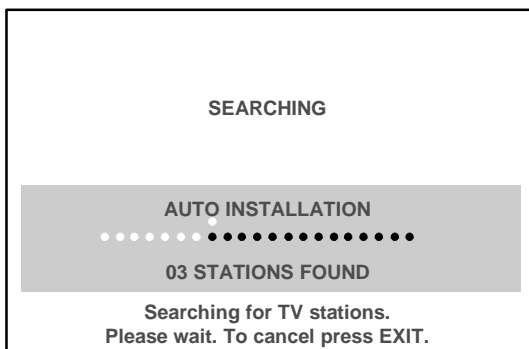 SEARCHING
AUTO INSTALLATION
03 STATIONS FOUND
Searching for TV stations.
Please wait. To cancel press EXIT.